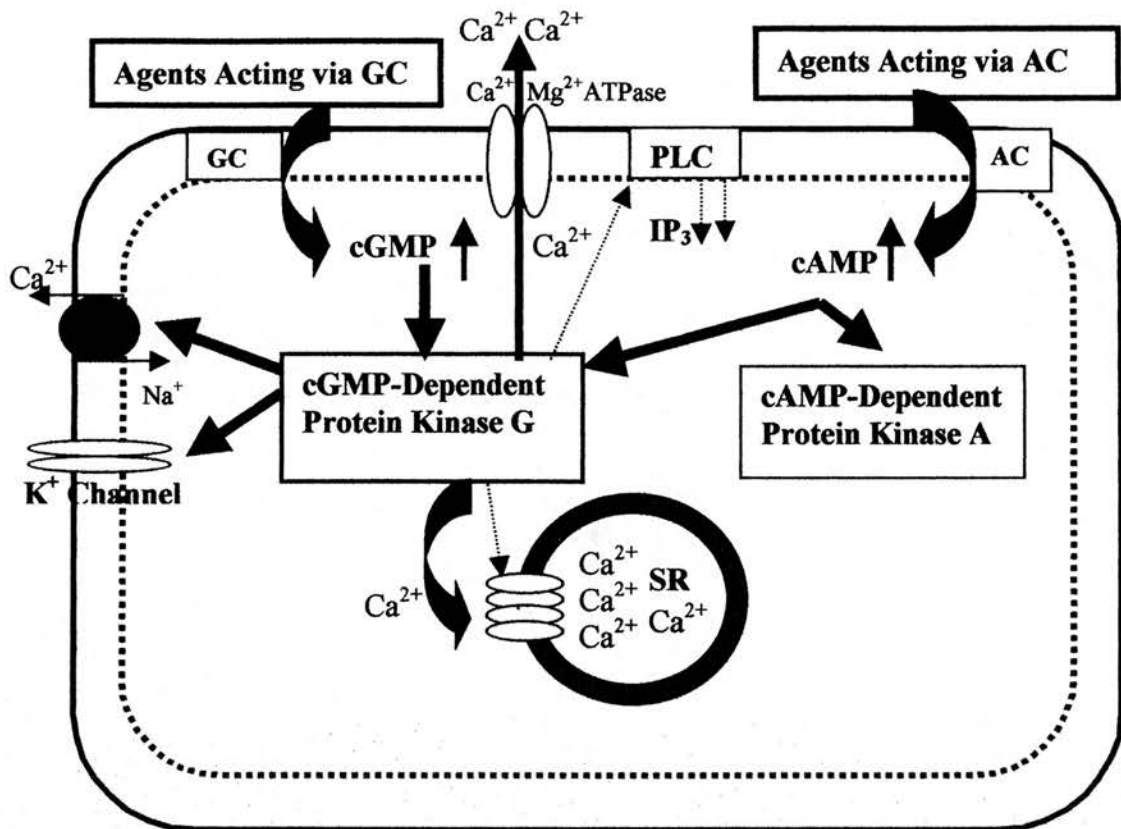 Ca²⁺ Ca²⁺
Agents Acting via GC
Agents Acting via AC
Ca²⁺ Mg²⁺ATPase
GC
PLC
AC
cGMP
Ca²⁺
IP₃
cAMP
Ca²⁺
Na⁺
cGMP-Dependent
Protein Kinase G
cAMP-Dependent
Protein Kinase A
K⁺ Channel
Ca²⁺
Ca²⁺ SR
Ca²⁺
Ca²⁺ Ca²⁺
Ca²⁺